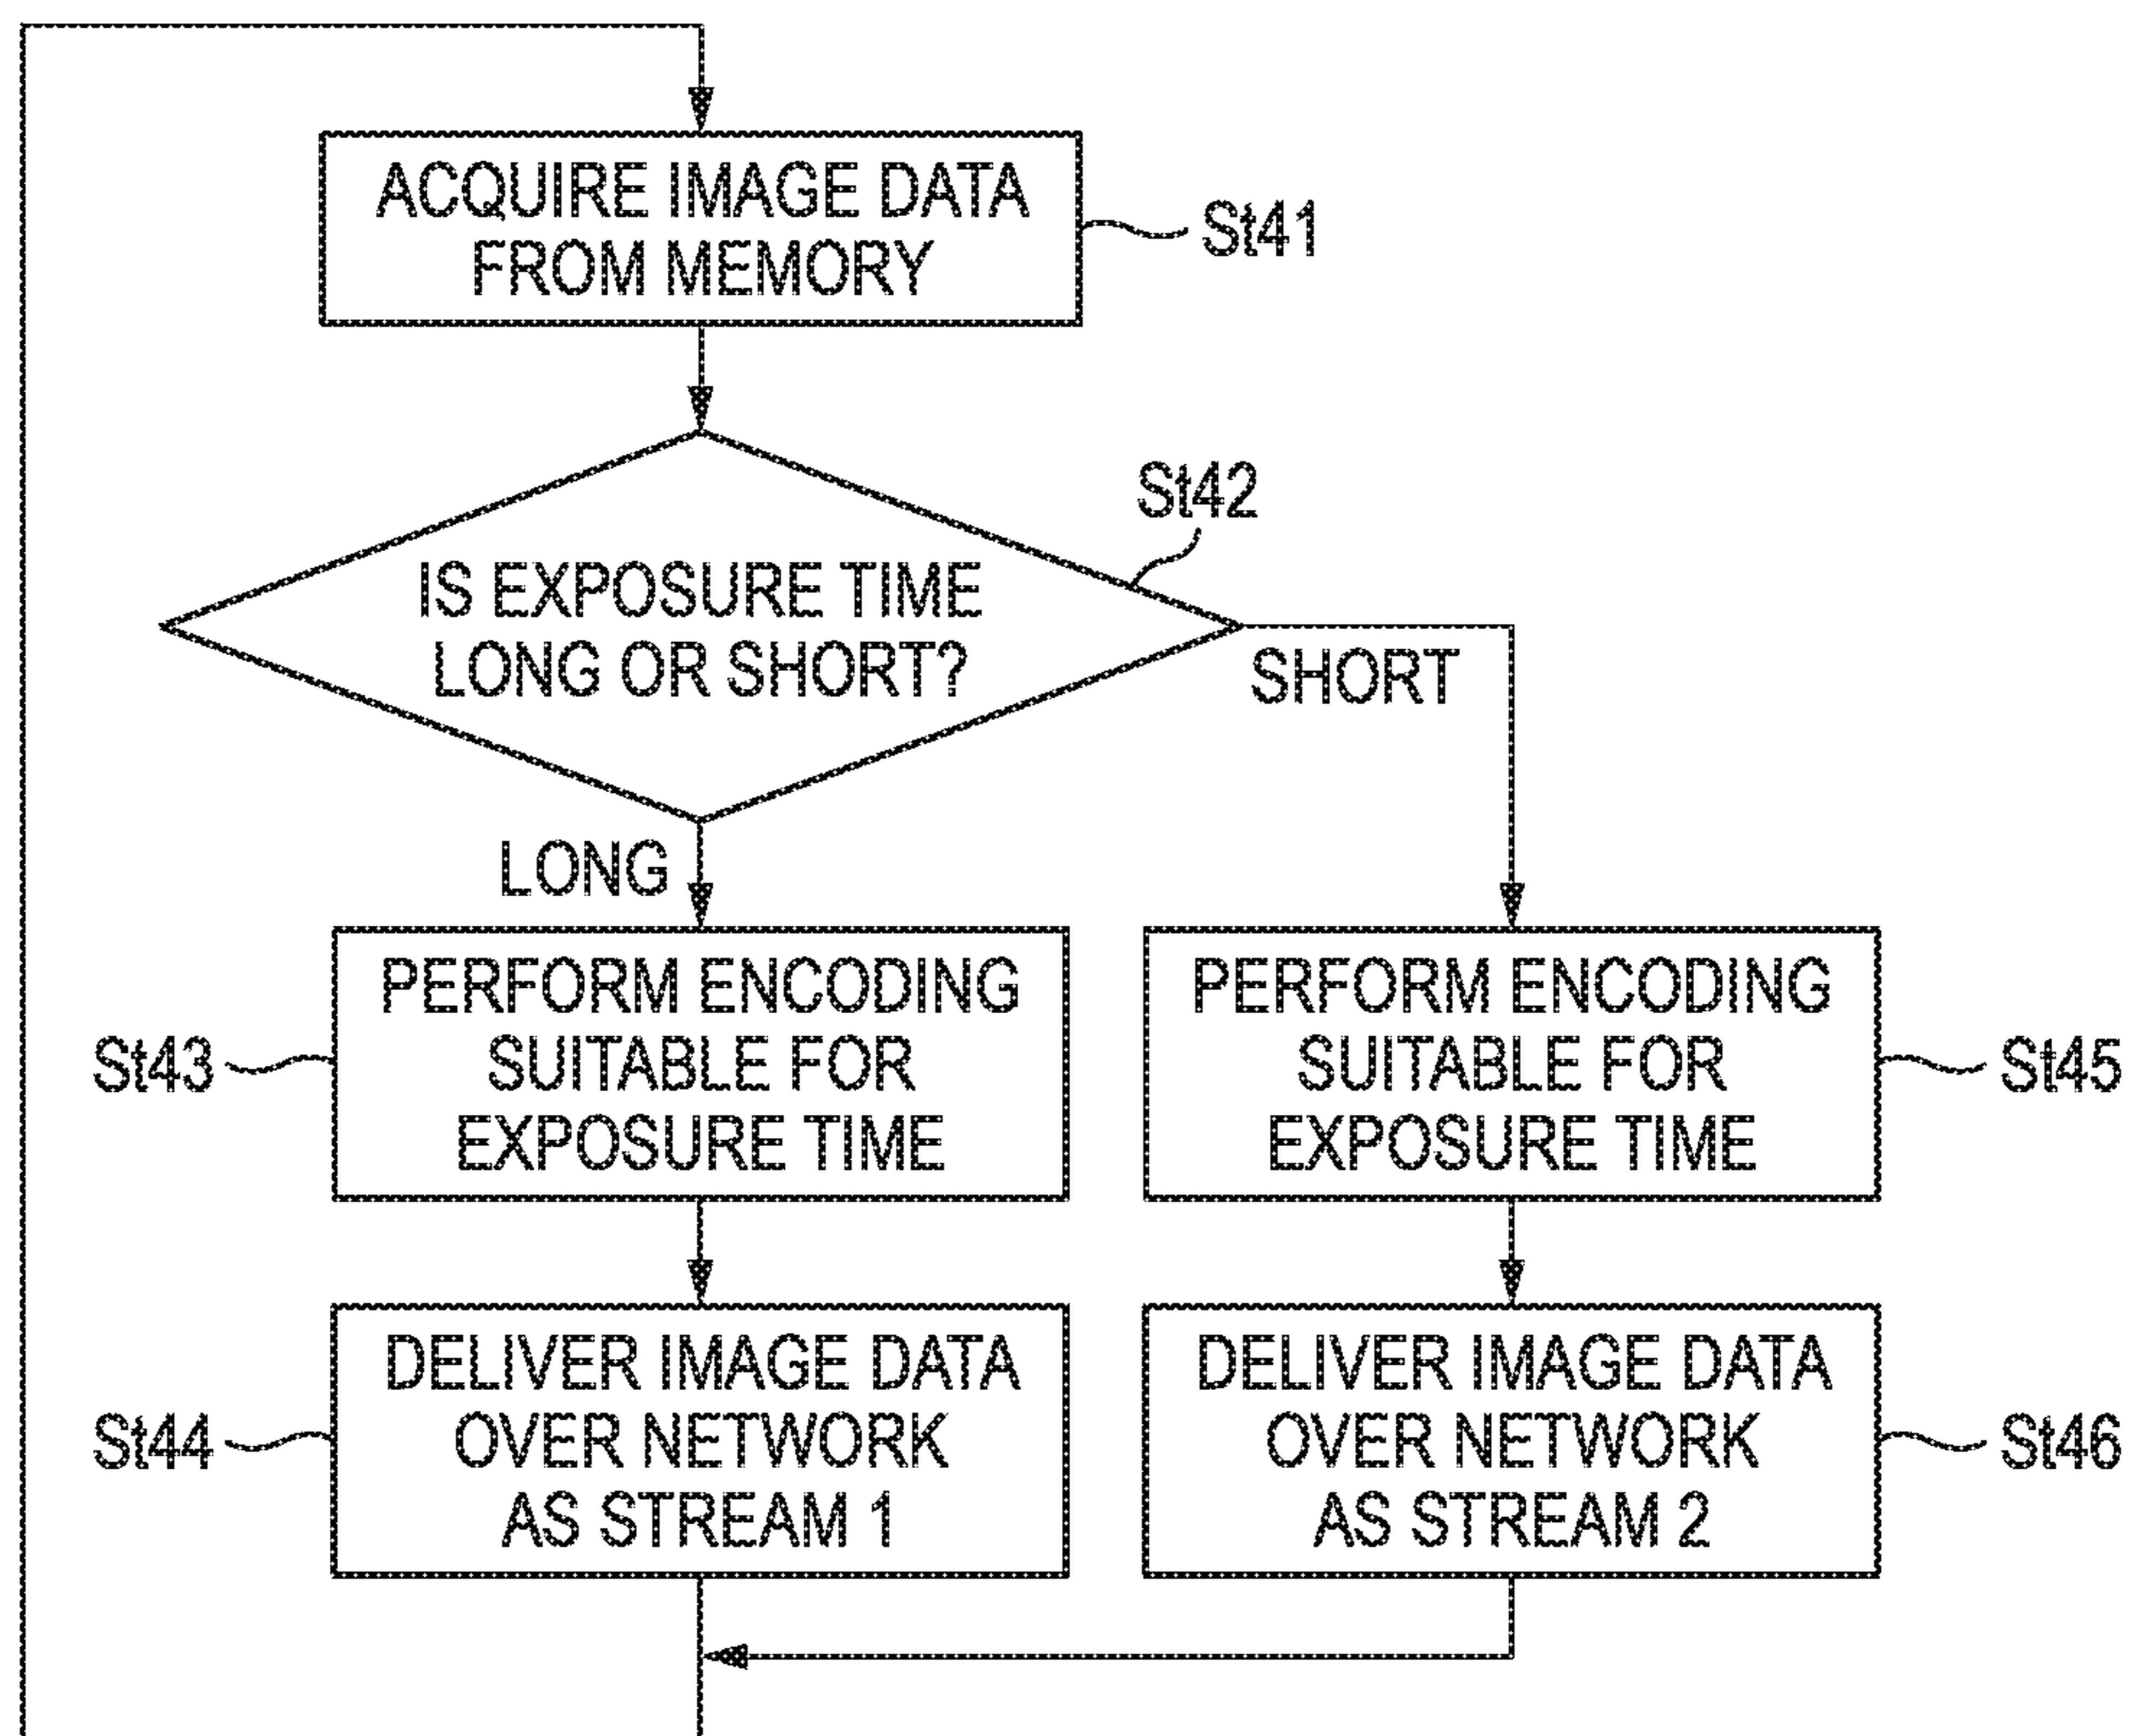 ACQUIRE IMAGE DATA
FROM MEMORY
St41
St42
IS EXPOSURE TIME
LONG OR SHORT?
SHORT
LONG
PERFORM ENCODING
SUITABLE FOR
EXPOSURE TIME
St43
PERFORM ENCODING
SUITABLE FOR
EXPOSURE TIME
St45
DELIVER IMAGE DATA
OVER NETWORK
AS STREAM 1
St44
DELIVER IMAGE DATA
OVER NETWORK
AS STREAM 2
St46